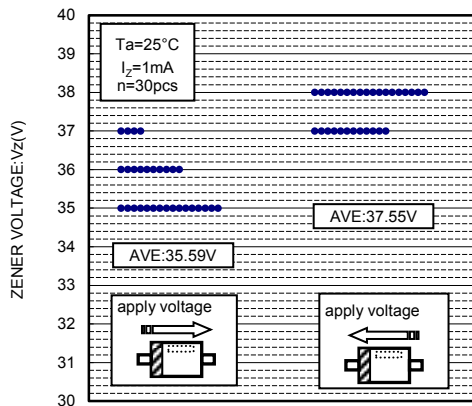 ZENER VOLTAGE:Vz(V)
40
39
38
37
36
35
34
33
32
31
30
Ta=25°C
IZ=1mA
n=30pcs
AVE:35.59V
AVE:37.55V
apply voltage
apply voltage